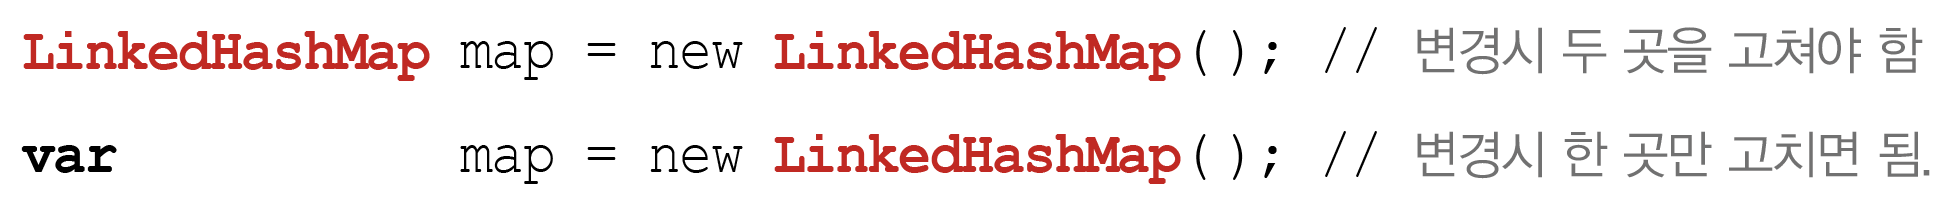 LinkedHashMap map = new LinkedHashMap(); // 변경시 두 곳을 고쳐야 함
var map = new LinkedHashMap(); // 변경시 한 곳만 고치면 됨.